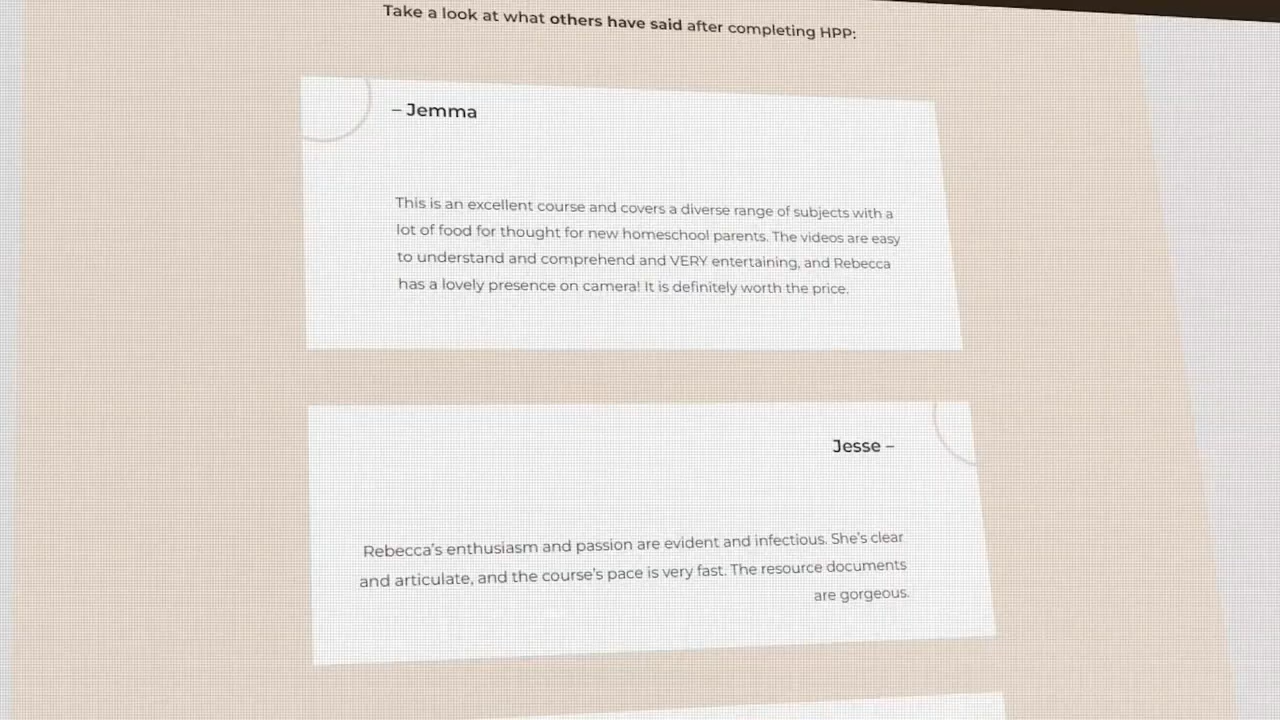 Take a look at what others have said after completing HPP:
– Jemma
This is an excellent course and covers a diverse range of subjects with a
lot of food for thought for new homeschool parents. The videos are easy
to understand and comprehend and VERY entertaining, and Rebecca
has a lovely presence on camera! It is definitely worth the price.
Jesse –
Rebecca's enthusiasm and passion are evident and infectious. She's clear
and articulate, and the course's pace is very fast. The resource documents
are gorgeous.